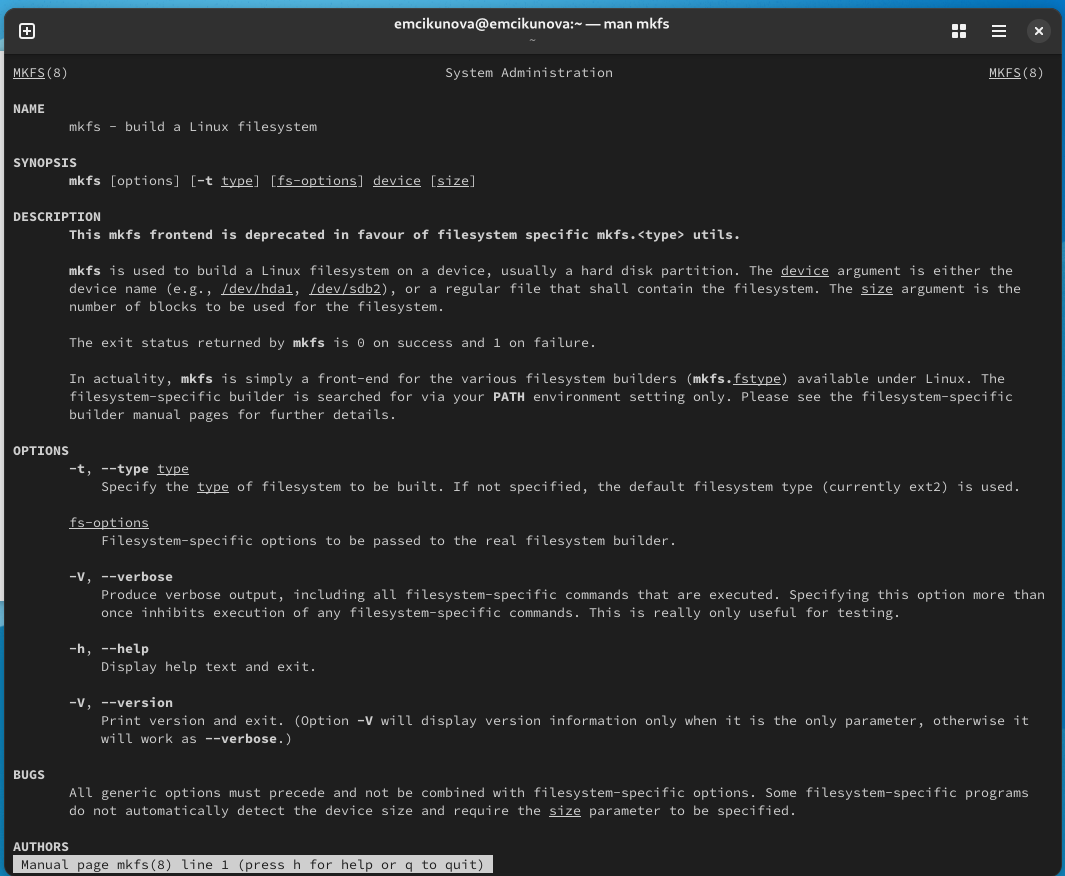 emcikunova@emcikunova:~ — man mkfs
~
MKFS(8) System Administration MKFS(8)
NAME
mkfs - build a Linux filesystem
SYNOPSIS
mkfs [options] [-t type] [fs-options] device [size]
DESCRIPTION
This mkfs frontend is deprecated in favour of filesystem specific mkfs.<type> utils.
mkfs is used to build a Linux filesystem on a device, usually a hard disk partition. The device argument is either the
device name (e.g., /dev/hda1, /dev/sdb2), or a regular file that shall contain the filesystem. The size argument is the
number of blocks to be used for the filesystem.
The exit status returned by mkfs is 0 on success and 1 on failure.
In actuality, mkfs is simply a front-end for the various filesystem builders (mkfs.fstype) available under Linux. The
filesystem-specific builder is searched for via your PATH environment setting only. Please see the filesystem-specific
builder manual pages for further details.
OPTIONS
-t, --type type
Specify the type of filesystem to be built. If not specified, the default filesystem type (currently ext2) is used.
fs-options
Filesystem-specific options to be passed to the real filesystem builder.
-V, --verbose
Produce verbose output, including all filesystem-specific commands that are executed. Specifying this option more than
once inhibits execution of any filesystem-specific commands. This is really only useful for testing.
-h, --help
Display help text and exit.
-V, --version
Print version and exit. (Option -V will display version information only when it is the only parameter, otherwise it
will work as --verbose.)
BUGS
All generic options must precede and not be combined with filesystem-specific options. Some filesystem-specific programs
do not automatically detect the device size and require the size parameter to be specified.
AUTHORS
Manual page mkfs(8) line 1 (press h for help or q to quit)